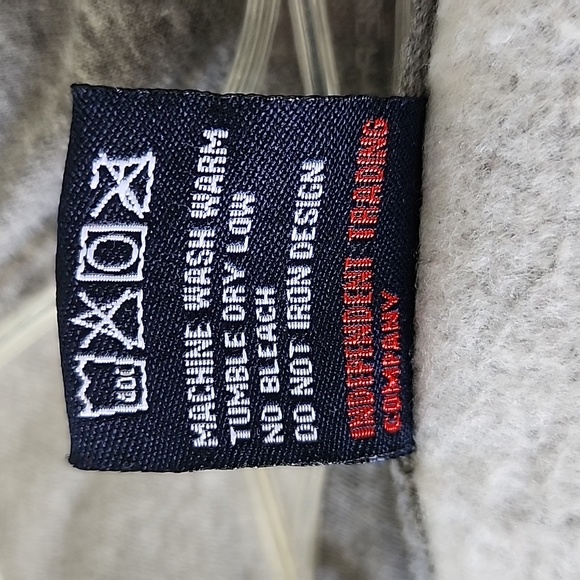 MACHINE WASH WARM
TUMBLE DRY LOW
NO BLEACH
DO NOT IRON DESIGN
INDEPENDENT TRADING
COMPANY